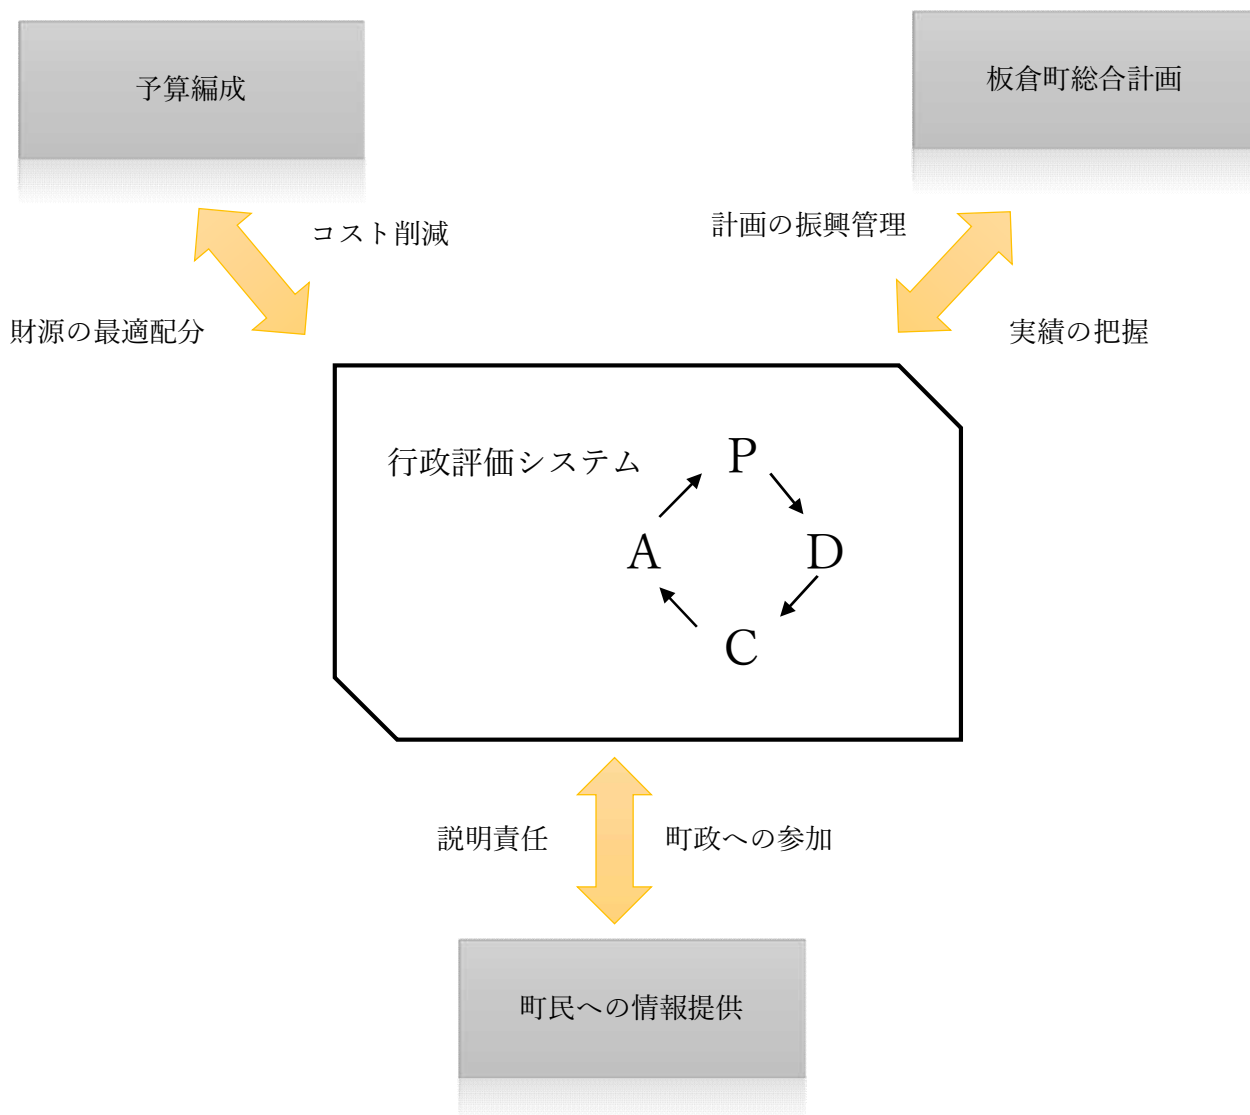 予算編成
板倉町総合計画
コスト削減
計画の振興管理
財源の最適配分
実績の把握
行政評価システム
P
A
D
C
説明責任
町政への参加
町民への情報提供